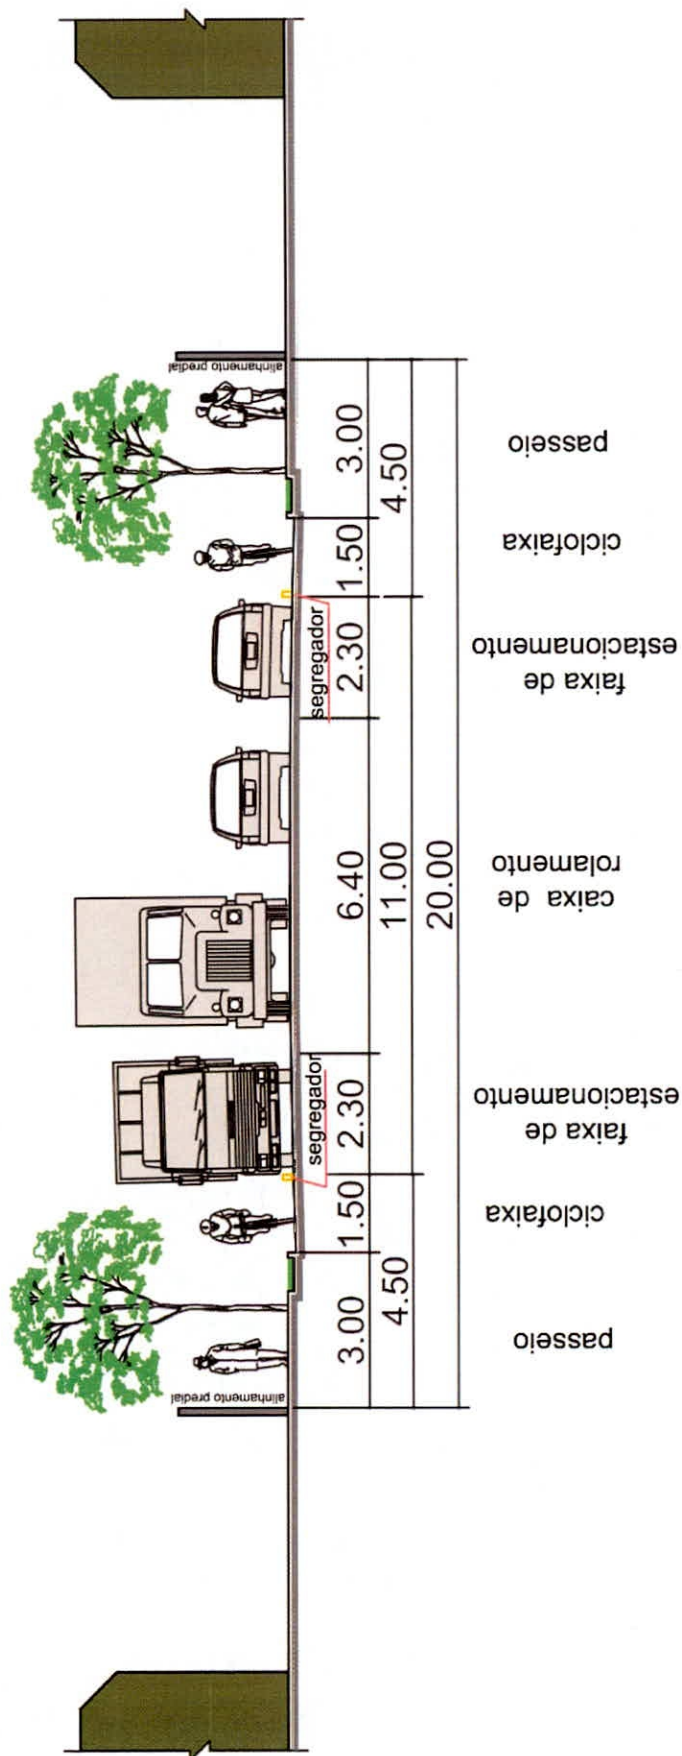 alinhamento predial
alinhamento predial
segregador
segregador
3.00
1.50
2.30
6.40
2.30
1.50
3.00
4.50
11.00
4.50
20.00
passeio
ciclofaixa
faixa de
estacionamento
caixa de
rolamento
faixa de
estacionamento
ciclofaixa
passeio